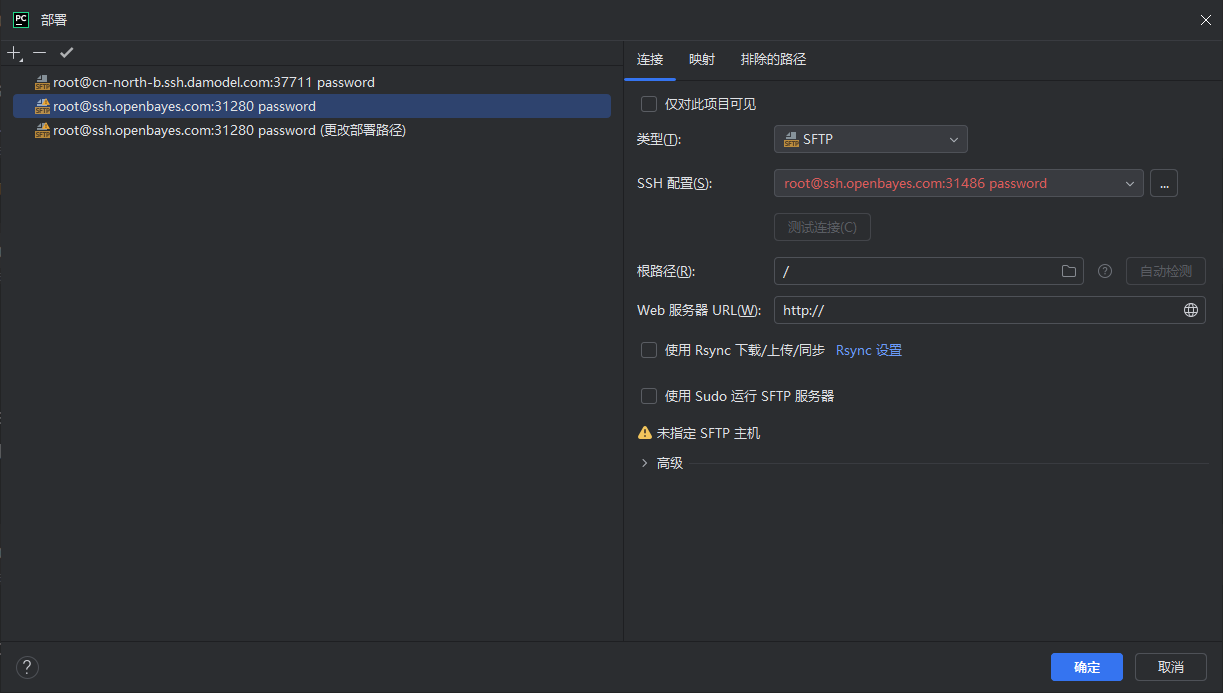 PC 部署
root@cn-north-b.ssh.damodel.com:37711 password
root@ssh.openbayes.com:31280 password
root@ssh.openbayes.com:31280 password (更改部署路径)
连接 映射 排除的路径
仅对此项目可见
类型(T): SFTP
SSH 配置(S): root@ssh.openbayes.com:31486 password ...
测试连接(C)
根路径(R): / ? 自动检测
Web 服务器 URL(W): http://
使用 Rsync 下载/上传/同步 Rsync 设置
使用 Sudo 运行 SFTP 服务器
未指定 SFTP 主机
高级
? 确定 取消